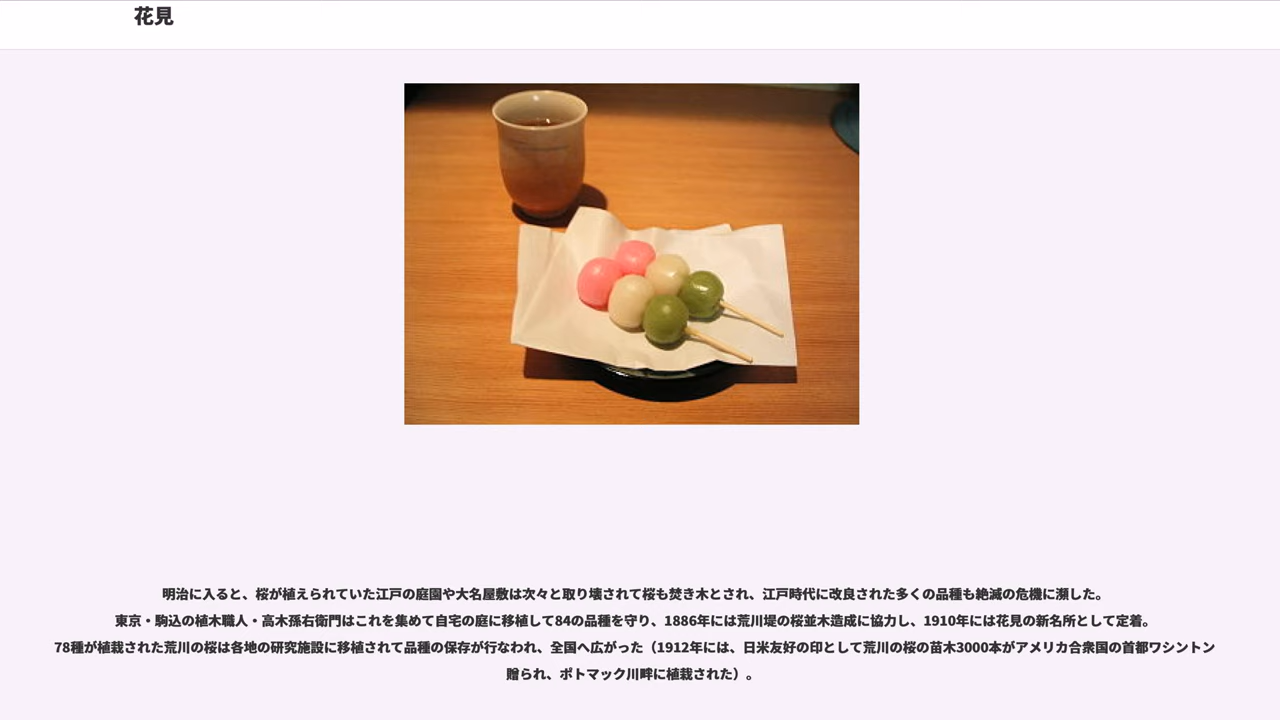 花見
明治に入ると、桜が植えられていた江戸の庭園や大名屋敷は次々と取り壊されて桜も焚き木とされ、江戸時代に改良された多くの品種も絶滅の危機に瀕した。
東京・駒込の植木職人・高木孫右衛門はこれを集めて自宅の庭に移植して84の品種を守り、1886年には荒川堤の桜並木造成に協力し、1910年には花見の新名所として定着。
78種が植栽された荒川の桜は各地の研究施設に移植されて品種の保存が行なわれ、全国へ広がった（1912年には、日米友好の印として荒川の桜の苗木3000本がアメリカ合衆国の首都ワシントン
贈られ、ポトマック川畔に植栽された）。